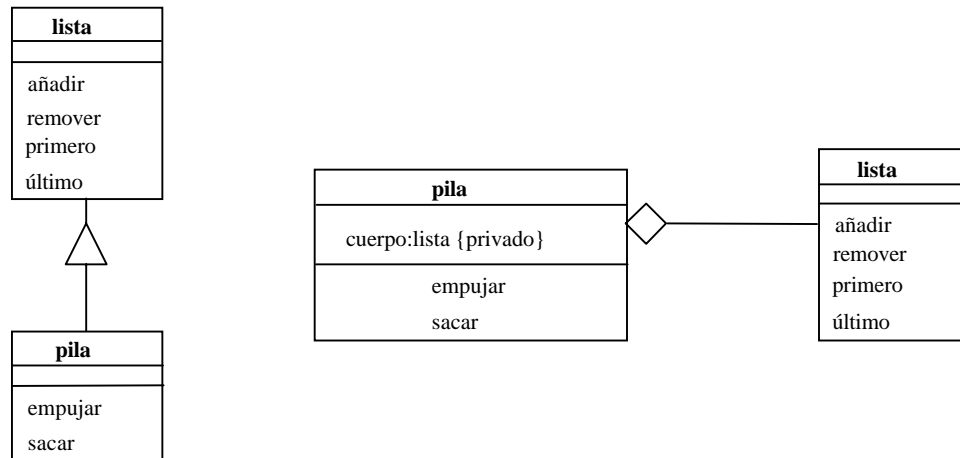 lista
añadir
remover
primero
último
pila
empujar
sacar
pila
cuerpo:lista {privado}
empujar
sacar
lista
añadir
remover
primero
último